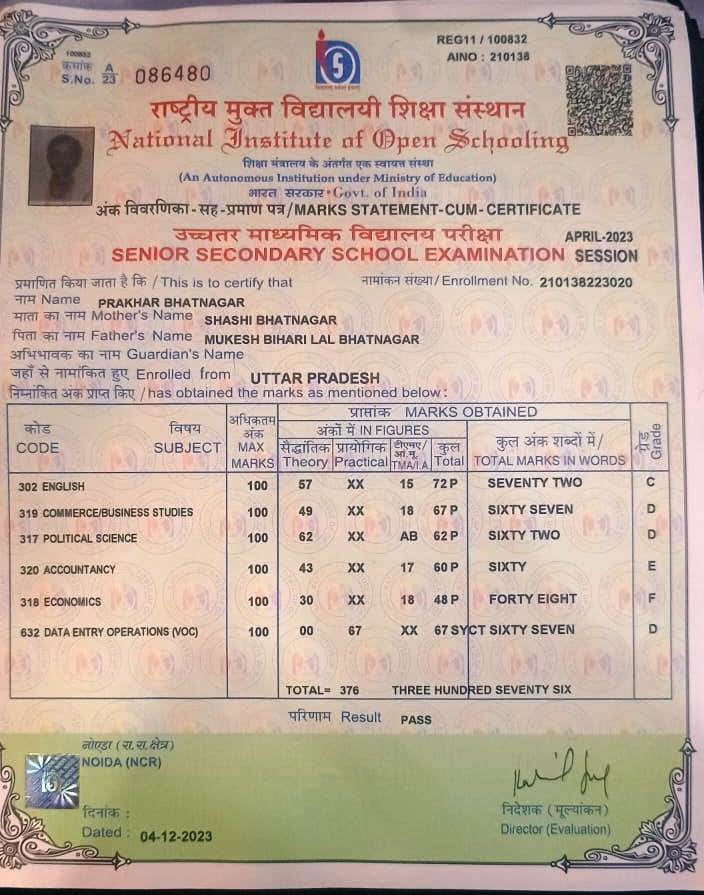 REG11 / 100832
AINO : 210138
100832
क्रमांक A
S.No. 23 086480
राष्ट्रीय मुक्त विद्यालयी शिक्षा संस्थान
National Institute of Open Schooling
शिक्षा मंत्रालय के अंतर्गत एक स्वायत्त संस्था
(An Autonomous Institution under Ministry of Education)
भारत सरकार • Govt. of India
अंक विवरणिका - सह - प्रमाण पत्र / MARKS STATEMENT-CUM- CERTIFICATE
उच्चतर माध्यमिक विद्यालय परीक्षा APRIL-2023
SENIOR SECONDARY SCHOOL EXAMINATION SESSION
प्रमाणित किया जाता है कि / This is to certify that नामांकन संख्या / Enrollment No. 210138223020
नाम Name PRAKHAR BHATNAGAR
माता का नाम Mother's Name SHASHI BHATNAGAR
पिता का नाम Father's Name MUKESH BIHARI LAL BHATNAGAR
अभिभावक का नाम Guardian's Name
जहाँ से नामांकित हुए Enrolled from UTTAR PRADESH
निम्नांकित अंक प्राप्त किए / has obtained the marks as mentioned below :
कोड CODE विषय SUBJECT अधिकतम अंक MAX MARKS प्राप्तांक MARKS OBTAINED ग्रेड Grade
अंकों में IN FIGURES कुल अंक शब्दों में / TOTAL MARKS IN WORDS
सैद्धांतिक Theory प्रायोगिक Practical टीएमए/आं.मू. TMA/I.A. कुल Total
302 ENGLISH 100 57 XX 15 72 P SEVENTY TWO C
319 COMMERCE/BUSINESS STUDIES 100 49 XX 18 67 P SIXTY SEVEN D
317 POLITICAL SCIENCE 100 62 XX AB 62 P SIXTY TWO D
320 ACCOUNTANCY 100 43 XX 17 60 P SIXTY E
318 ECONOMICS 100 30 XX 18 48 P FORTY EIGHT F
632 DATA ENTRY OPERATIONS (VOC) 100 00 67 XX 67 SYCT SIXTY SEVEN D
TOTAL= 376 THREE HUNDRED SEVENTY SIX
परिणाम Result PASS
नोएडा (रा.रा.क्षेत्र)
NOIDA (NCR)
दिनांक :
Dated : 04-12-2023
निदेशक ( मूल्यांकन )
Director (Evaluation)